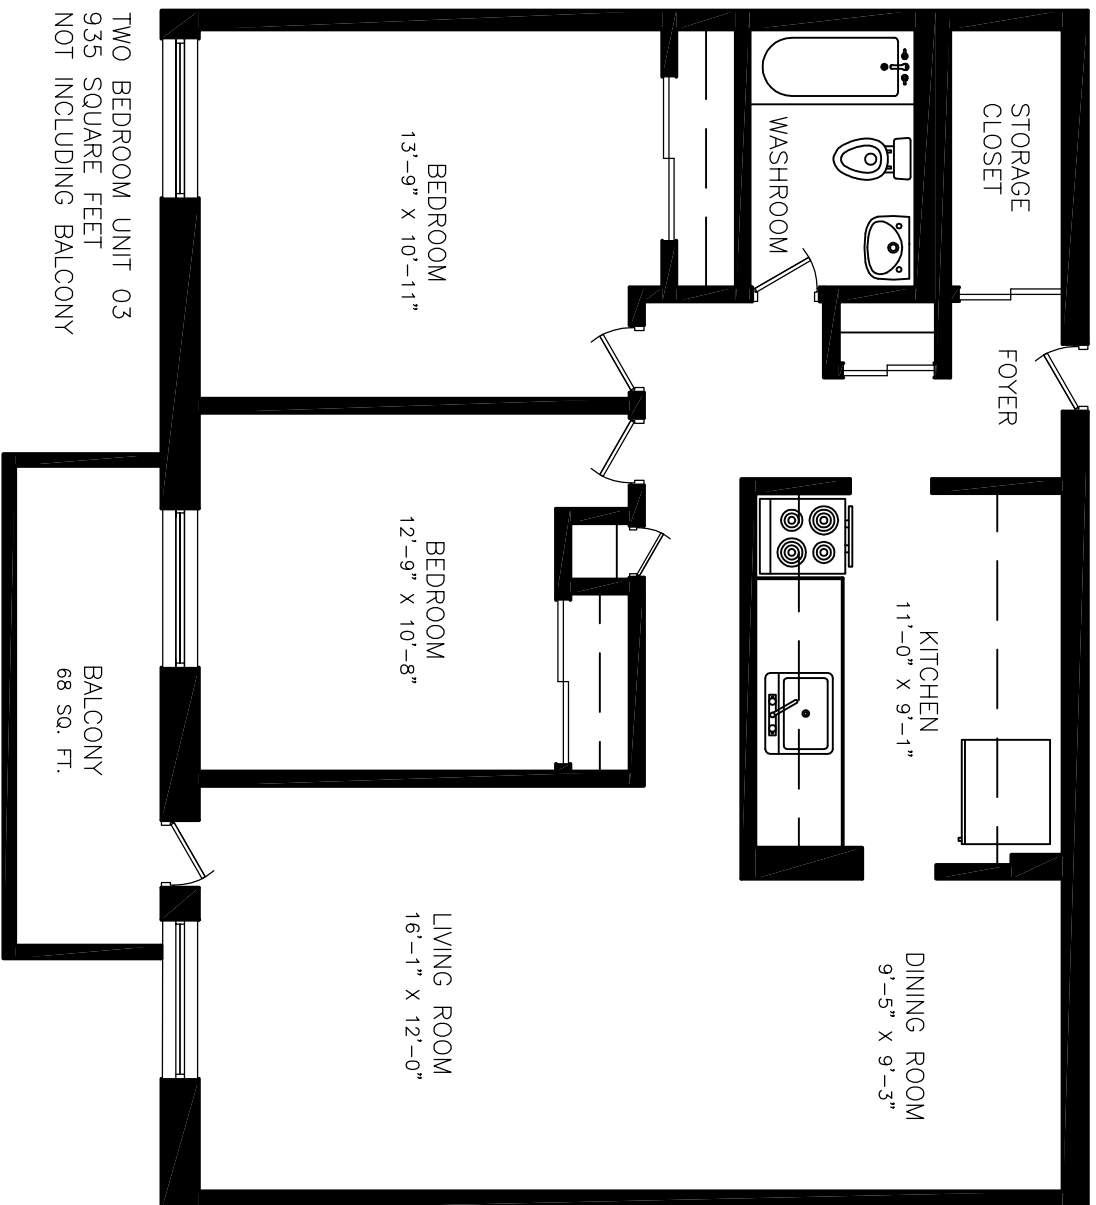 STORAGE
CLOSET
FOYER
WASHROOM
KITCHEN
11'-0" X 9'-1"
DINING ROOM
9'-5" X 9'-3"
BEDROOM
13'-9" X 10'-11"
BEDROOM
12'-9" X 10'-8"
LIVING ROOM
16'-1" X 12'-0"
BALCONY
68 SQ. FT.
TWO BEDROOM UNIT 03
935 SQUARE FEET
NOT INCLUDING BALCONY